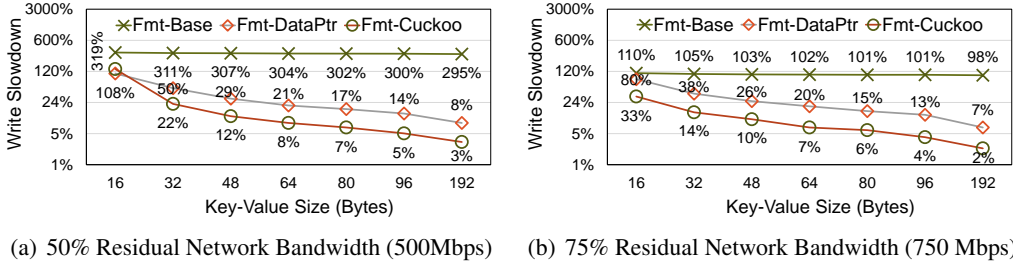 Fmt-Base Fmt-DataPtr Fmt-Cuckoo
Write Slowdown
3000%
600%
120%
24%
5%
1%
319% 311% 307% 304% 302% 300% 295%
108% 50% 29% 21% 17% 14% 8%
22% 12% 8% 7% 5% 3%
16 32 48 64 80 96 192
Key-Value Size (Bytes)
(a) 50% Residual Network Bandwidth (500Mbps)
Fmt-Base Fmt-DataPtr Fmt-Cuckoo
Write Slowdown
3000%
600%
120%
24%
5%
1%
110% 105% 103% 102% 101% 101% 98%
80% 38% 26% 20% 15% 13% 7%
33% 14% 10% 7% 6% 4% 2%
16 32 48 64 80 96 192
Key-Value Size (Bytes)
(b) 75% Residual Network Bandwidth (750 Mbps)